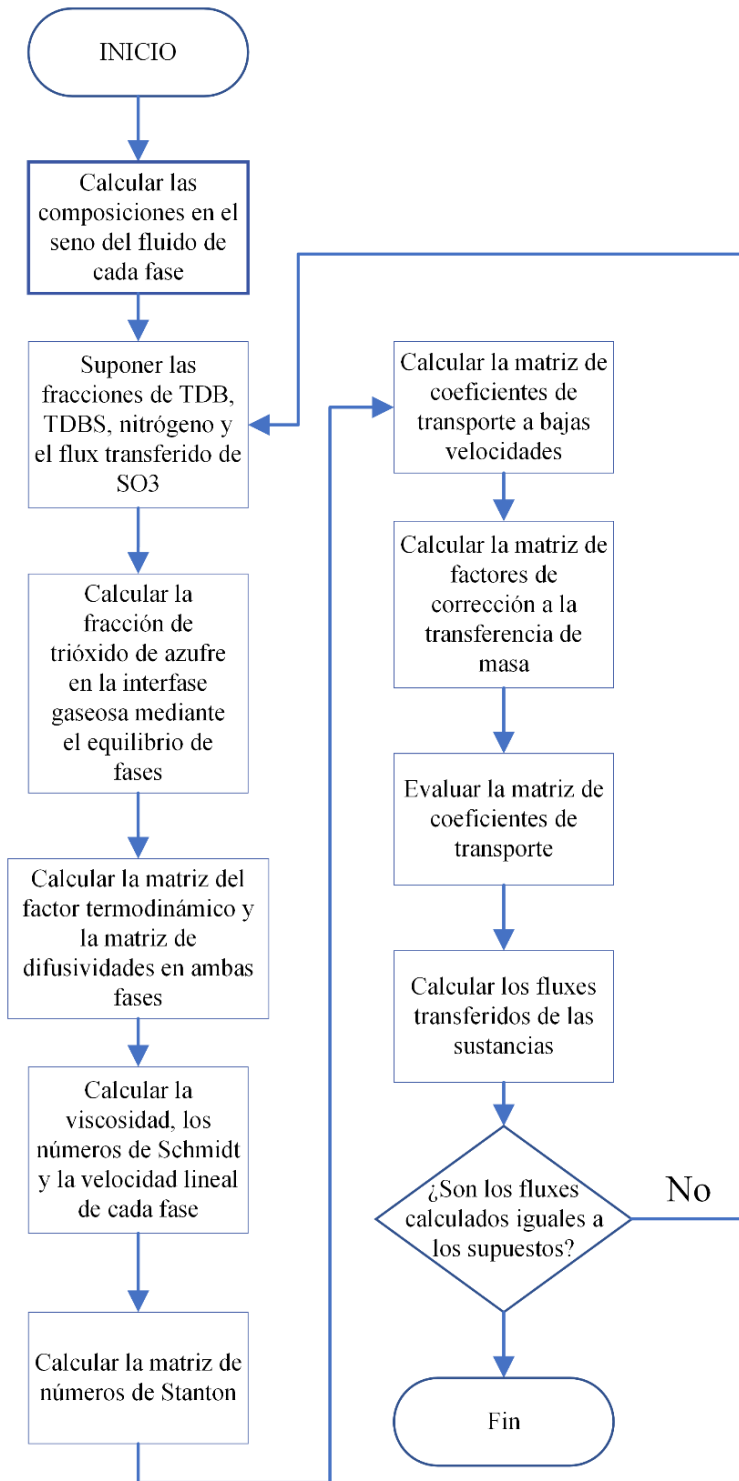 INICIO
Calcular las
composiciones en el
seno del fluido de
cada fase
Suponer las
fracciones de TDB,
TDBS, nitrógeno y
el flux transferido de
SO3
Calcular la
fracción de
trióxido de azufre
en la interfase
gaseosa mediante
el equilibrio de
fases
Calcular la matriz del
factor termodinámico y
la matriz de
difusividades en ambas
fases
Calcular la
viscosidad, los
números de Schmidt
y la velocidad lineal
de cada fase
Calcular la matriz de
números de Stanton
Calcular la matriz de
coeficientes de
transporte a bajas
velocidades
Calcular la matriz de
factores de
corrección a la
transferencia de
masa
Evaluar la matriz de
coeficientes de
transporte
Calcular los fluxes
transferidos de las
sustancias
¿Son los fluxes
calculados iguales a
los supuestos?
No
Fin